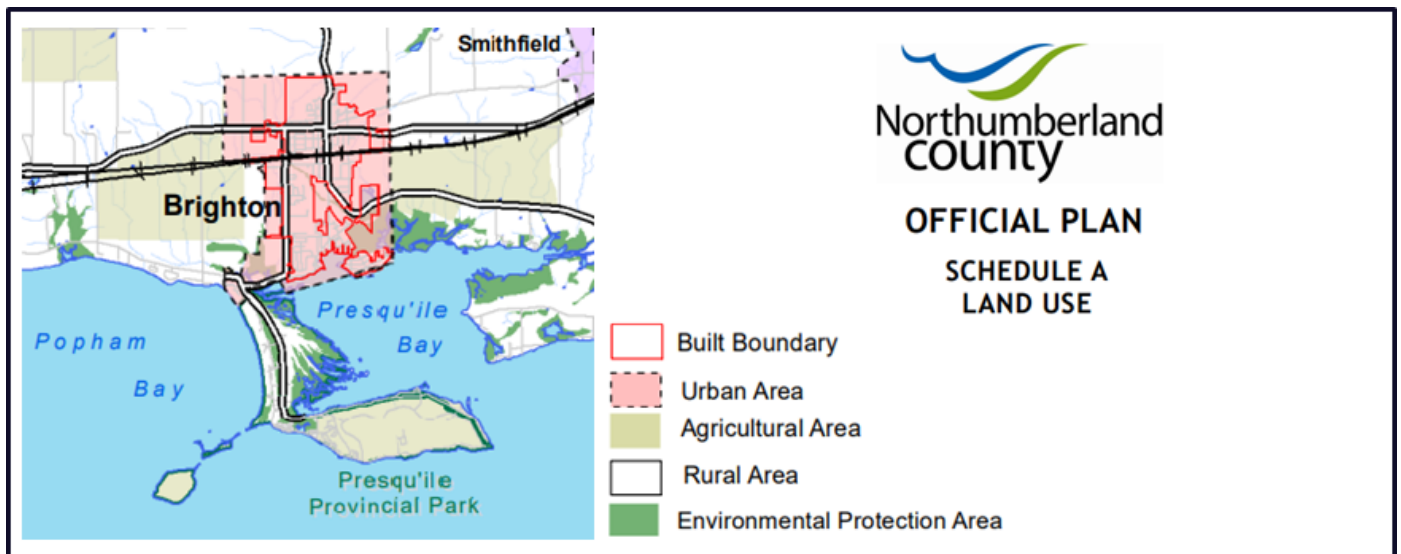 Smithfield
Brighton
Presqu'ile
Bay
Popham
Bay
Presqu'ile
Provincial Park
Northumberland
county
OFFICIAL PLAN
SCHEDULE A
LAND USE
Built Boundary
Urban Area
Agricultural Area
Rural Area
Environmental Protection Area